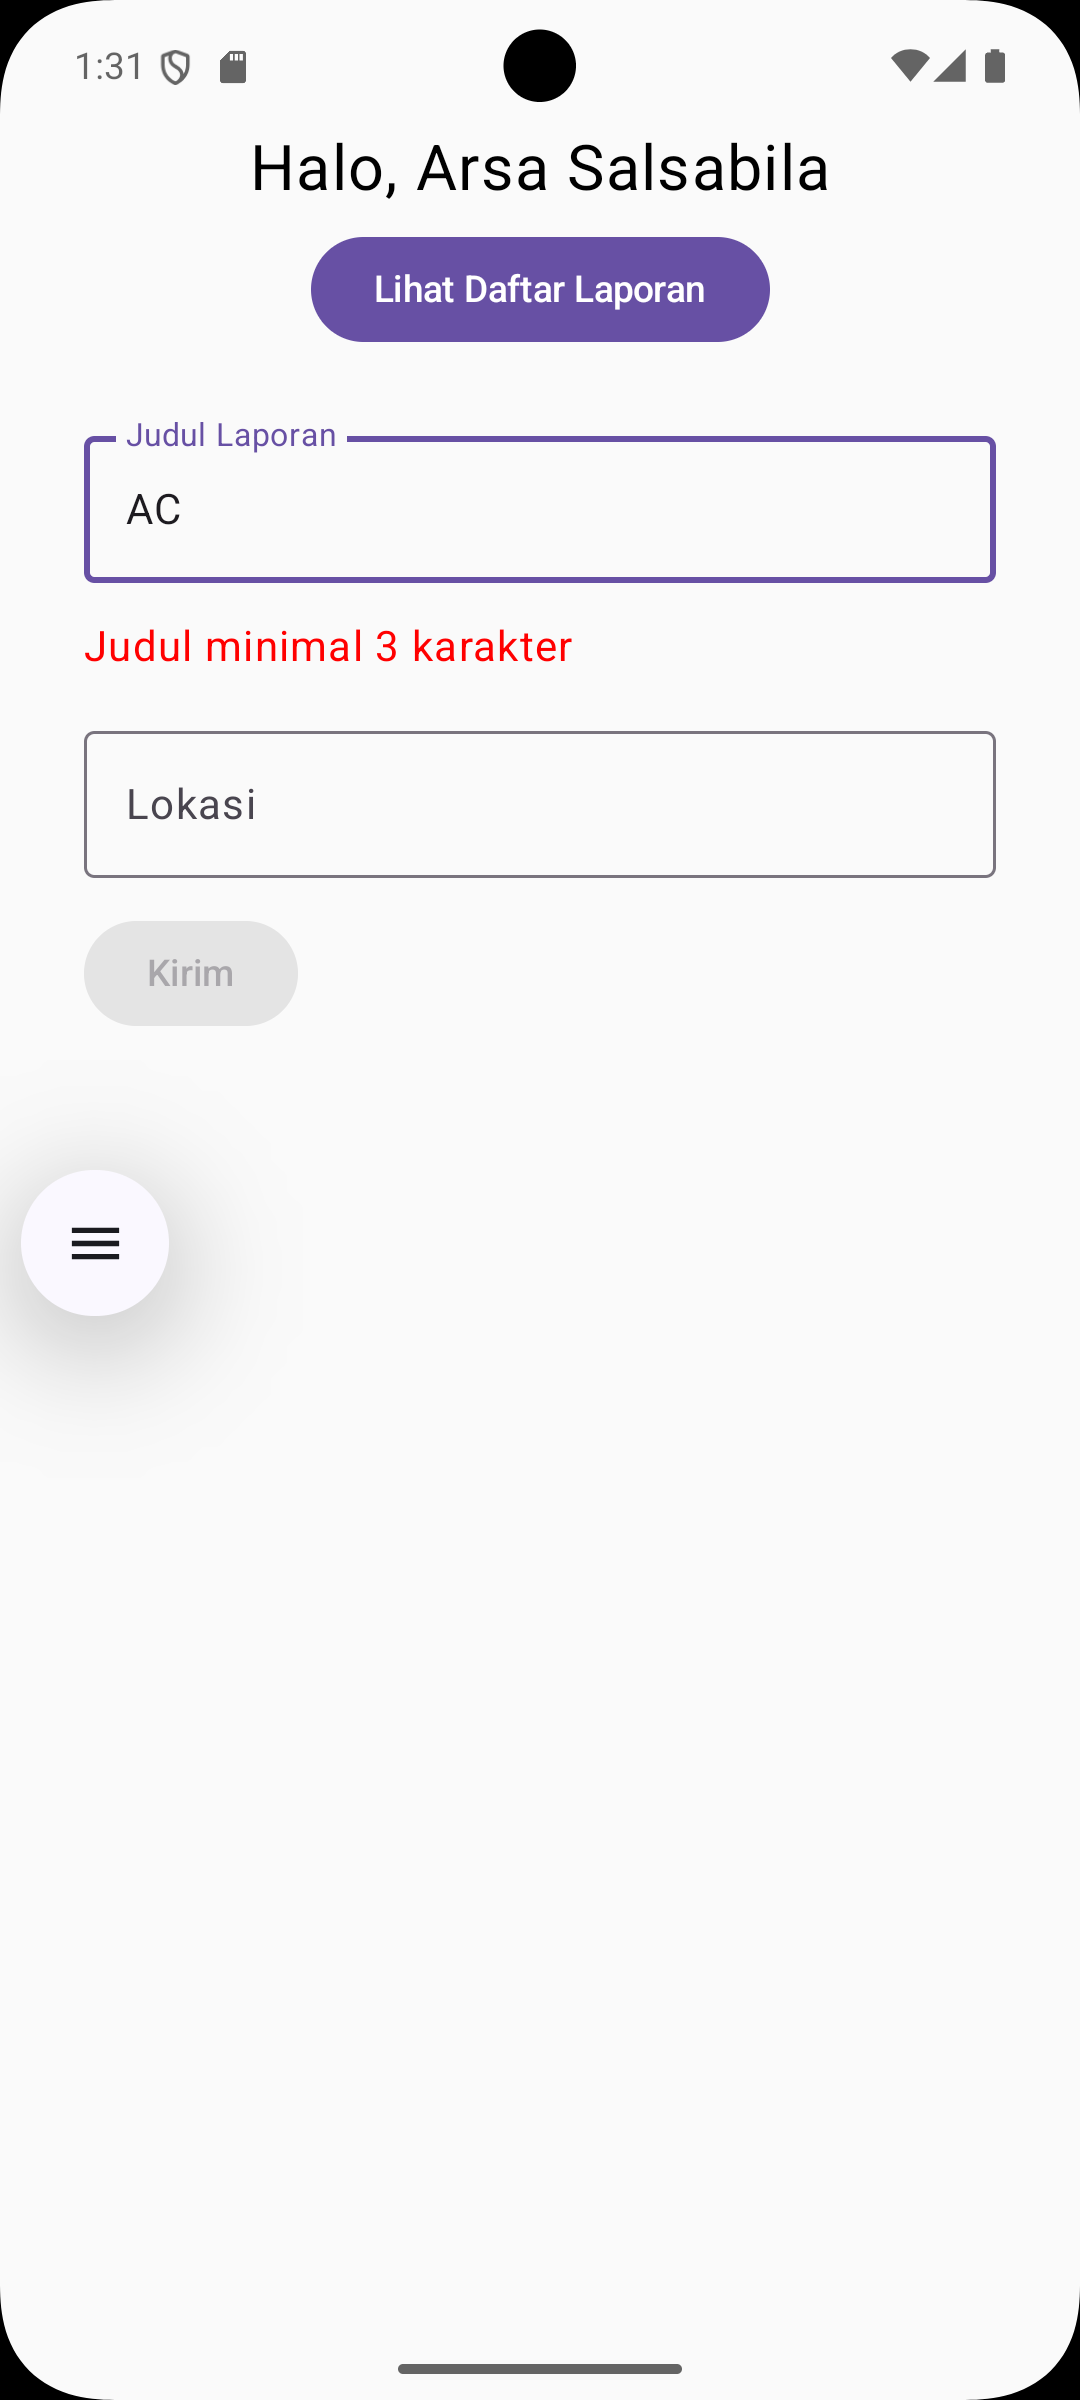 1:31
Halo, Arsa Salsabila
Lihat Daftar Laporan
Judul Laporan
AC
Judul minimal 3 karakter
Lokasi
Kirim